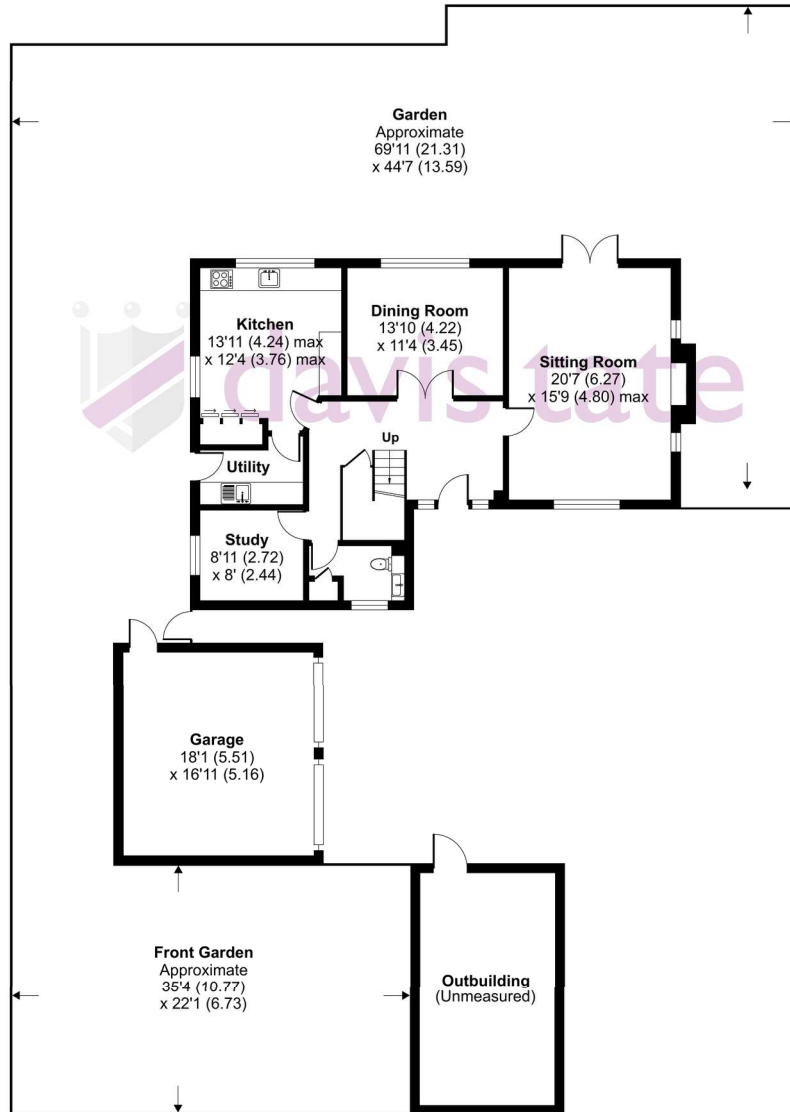 Garden
Approximate
69'11 (21.31)
x 44'7 (13.59)
Kitchen
13'11 (4.24) max
x 12'4 (3.76) max
Dining Room
13'10 (4.22)
x 11'4 (3.45)
Sitting Room
20'7 (6.27)
x 15'9 (4.80) max
davis tate
Up
Utility
Study
8'11 (2.72)
x 8' (2.44)
Garage
18'1 (5.51)
x 16'11 (5.16)
Front Garden
Approximate
35'4 (10.77)
x 22'1 (6.73)
Outbuilding
(Unmeasured)